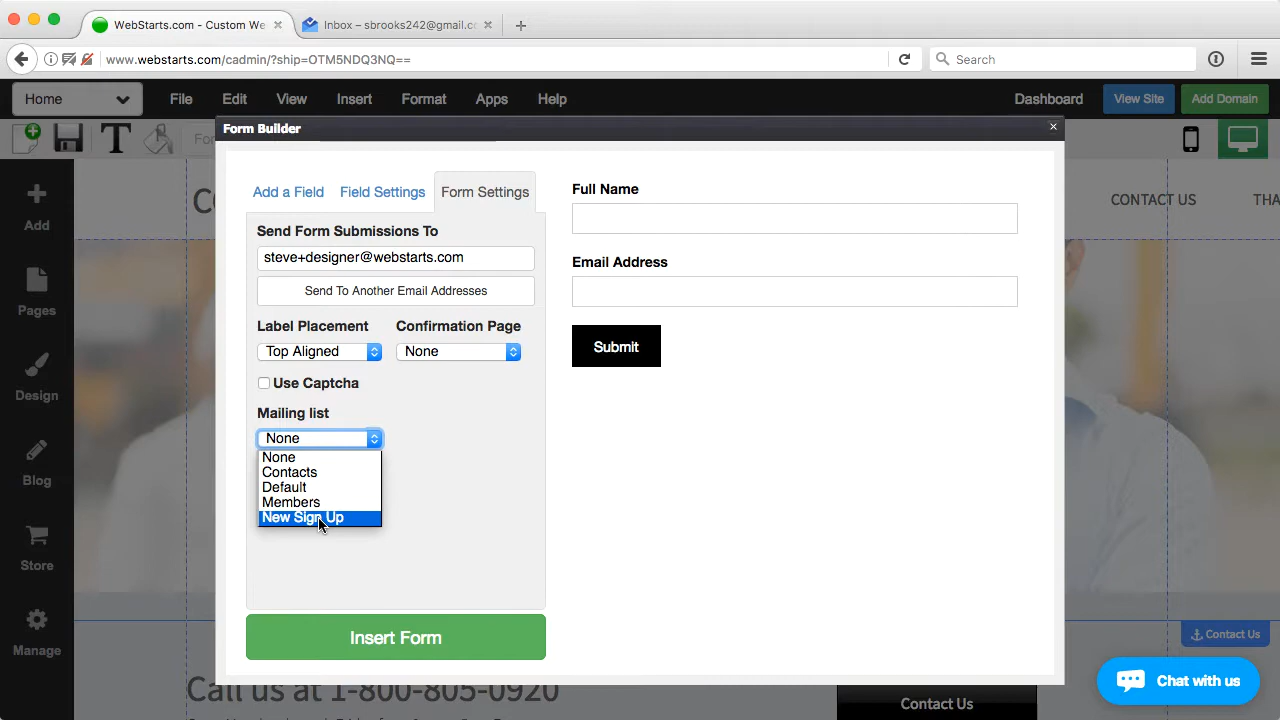 WebStarts.com - Custom We
Inbox – sbrooks242@gmail.c
www.webstarts.com/cadmin/?ship=OTM5NDQ3NQ==
Search
Home
File
Edit
View
Insert
Format
Apps
Help
Dashboard
View Site
Add Domain
Form Builder
Add
Pages
Design
Blog
Store
Manage
Add a Field
Field Settings
Form Settings
Send Form Submissions To
steve+designer@webstarts.com
Send To Another Email Addresses
Label Placement
Confirmation Page
Top Aligned
None
Use Captcha
Mailing list
None
None
Contacts
Default
Members
New Sign Up
Insert Form
Full Name
Email Address
Submit
CONTACT US
THA
Contact Us
Call us at 1-800-805-0920
Contact Us
Chat with us